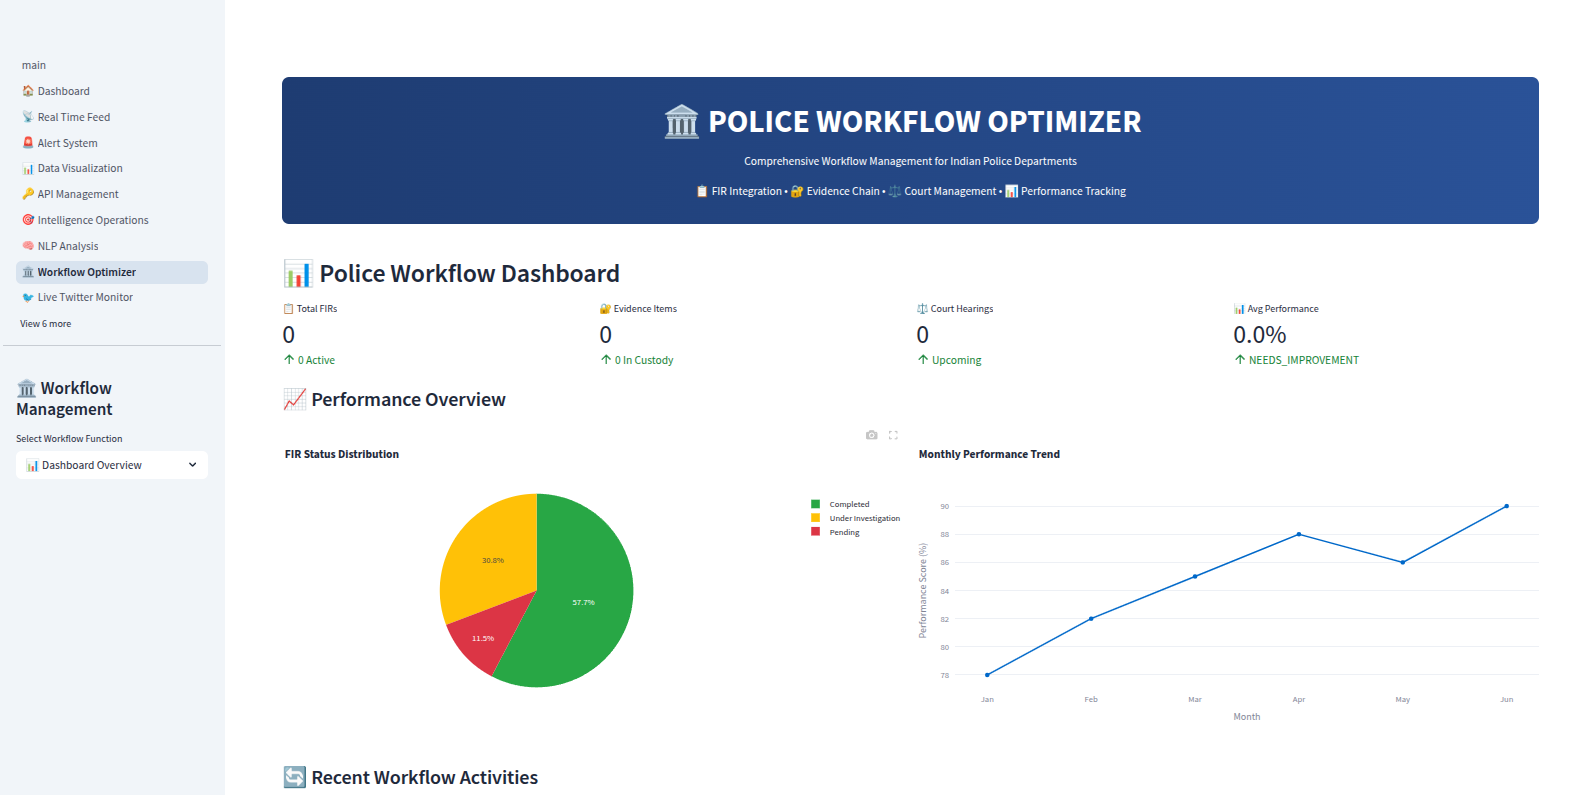 main
Dashboard
Real Time Feed
Alert System
Data Visualization
API Management
Intelligence Operations
NLP Analysis
Workflow Optimizer
Live Twitter Monitor
View 6 more
Workflow
Management
Select Workflow Function
Dashboard Overview
POLICE WORKFLOW OPTIMIZER
Comprehensive Workflow Management for Indian Police Departments
FIR Integration • Evidence Chain • Court Management • Performance Tracking
Police Workflow Dashboard
Total FIRs
0
0 Active
Evidence Items
0
0 In Custody
Court Hearings
0
Upcoming
Avg Performance
0.0%
NEEDS_IMPROVEMENT
Performance Overview
FIR Status Distribution
30.8%
57.7%
11.5%
Completed
Under Investigation
Pending
Monthly Performance Trend
Performance Score (%)
90
88
86
84
82
80
78
Jan Feb Mar Apr May Jun
Month
Recent Workflow Activities